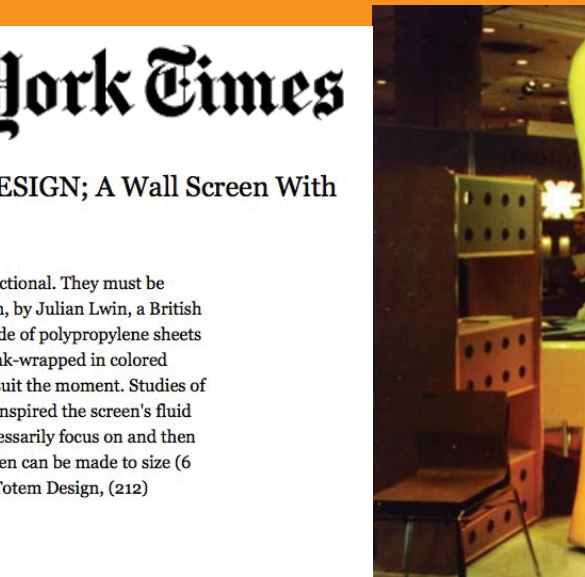 York Times
ESIGN; A Wall Screen With
ctional. They must be
n, by Julian Lwin, a British
de of polypropylene sheets
nk-wrapped in colored
suit the moment. Studies of
nspired the screen's fluid
essarily focus on and then
en can be made to size (6
Totem Design, (212)